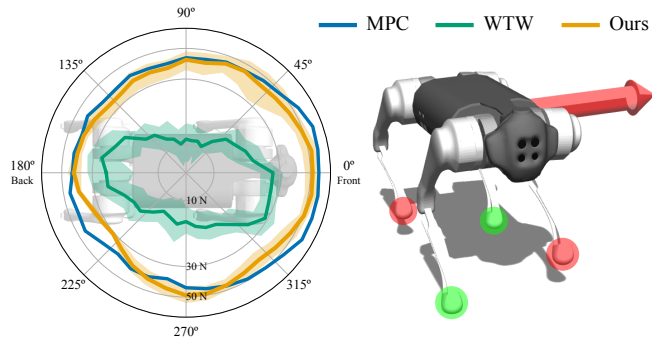 90º
MPC WTW Ours
135º 45º
180º 0º
Back Front
10 N
30 N
225º 315º
50 N
270º